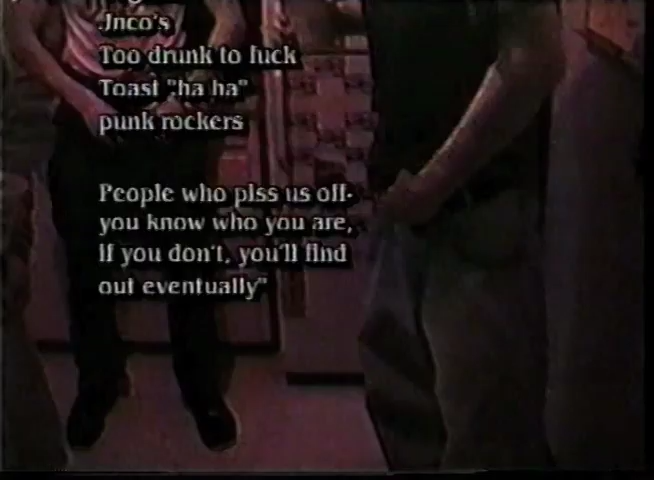 Jnco's
Too drunk to fuck
Toast "ha ha"
punk rockers
People who piss us off-
you know who you are,
If you don't, you'll find
out eventually"